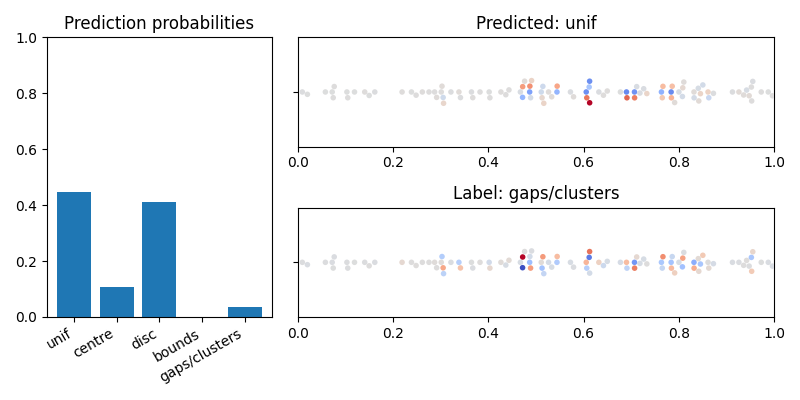 Prediction probabilities
1.0
0.8
0.6
0.4
0.2
0.0
unif
centre
disc
bounds
gaps/clusters
Predicted: unif
0.0 0.2 0.4 0.6 0.8 1.0
Label: gaps/clusters
0.0 0.2 0.4 0.6 0.8 1.0